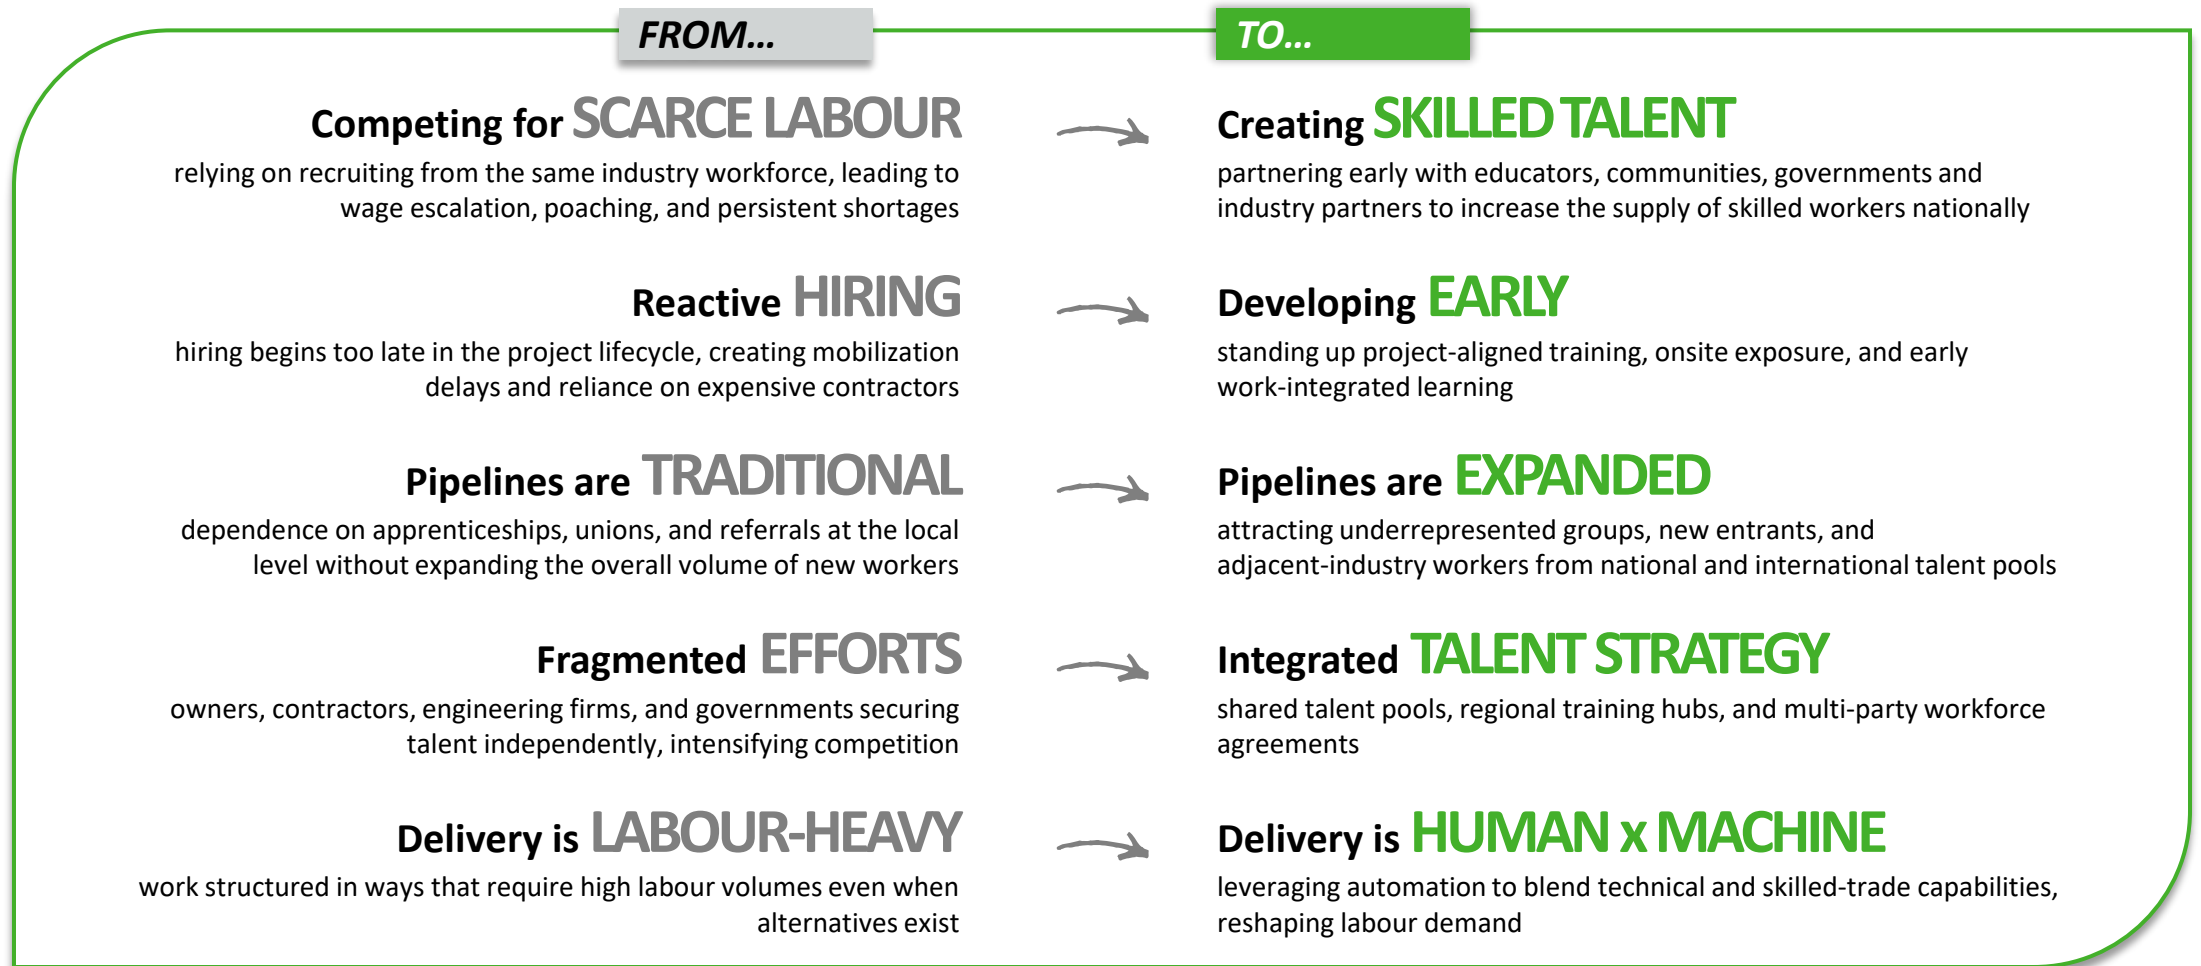 FROM...
TO...
Competing for SCARCE LABOUR
relying on recruiting from the same industry workforce, leading to
wage escalation, poaching, and persistent shortages
Creating SKILLED TALENT
partnering early with educators, communities, governments and
industry partners to increase the supply of skilled workers nationally
Reactive HIRING
hiring begins too late in the project lifecycle, creating mobilization
delays and reliance on expensive contractors
Developing EARLY
standing up project-aligned training, onsite exposure, and early
work-integrated learning
Pipelines are TRADITIONAL
dependence on apprenticeships, unions, and referrals at the local
level without expanding the overall volume of new workers
Pipelines are EXPANDED
attracting underrepresented groups, new entrants, and
adjacent-industry workers from national and international talent pools
Fragmented EFFORTS
owners, contractors, engineering firms, and governments securing
talent independently, intensifying competition
Integrated TALENT STRATEGY
shared talent pools, regional training hubs, and multi-party workforce
agreements
Delivery is LABOUR-HEAVY
work structured in ways that require high labour volumes even when
alternatives exist
Delivery is HUMAN x MACHINE
leveraging automation to blend technical and skilled-trade capabilities,
reshaping labour demand